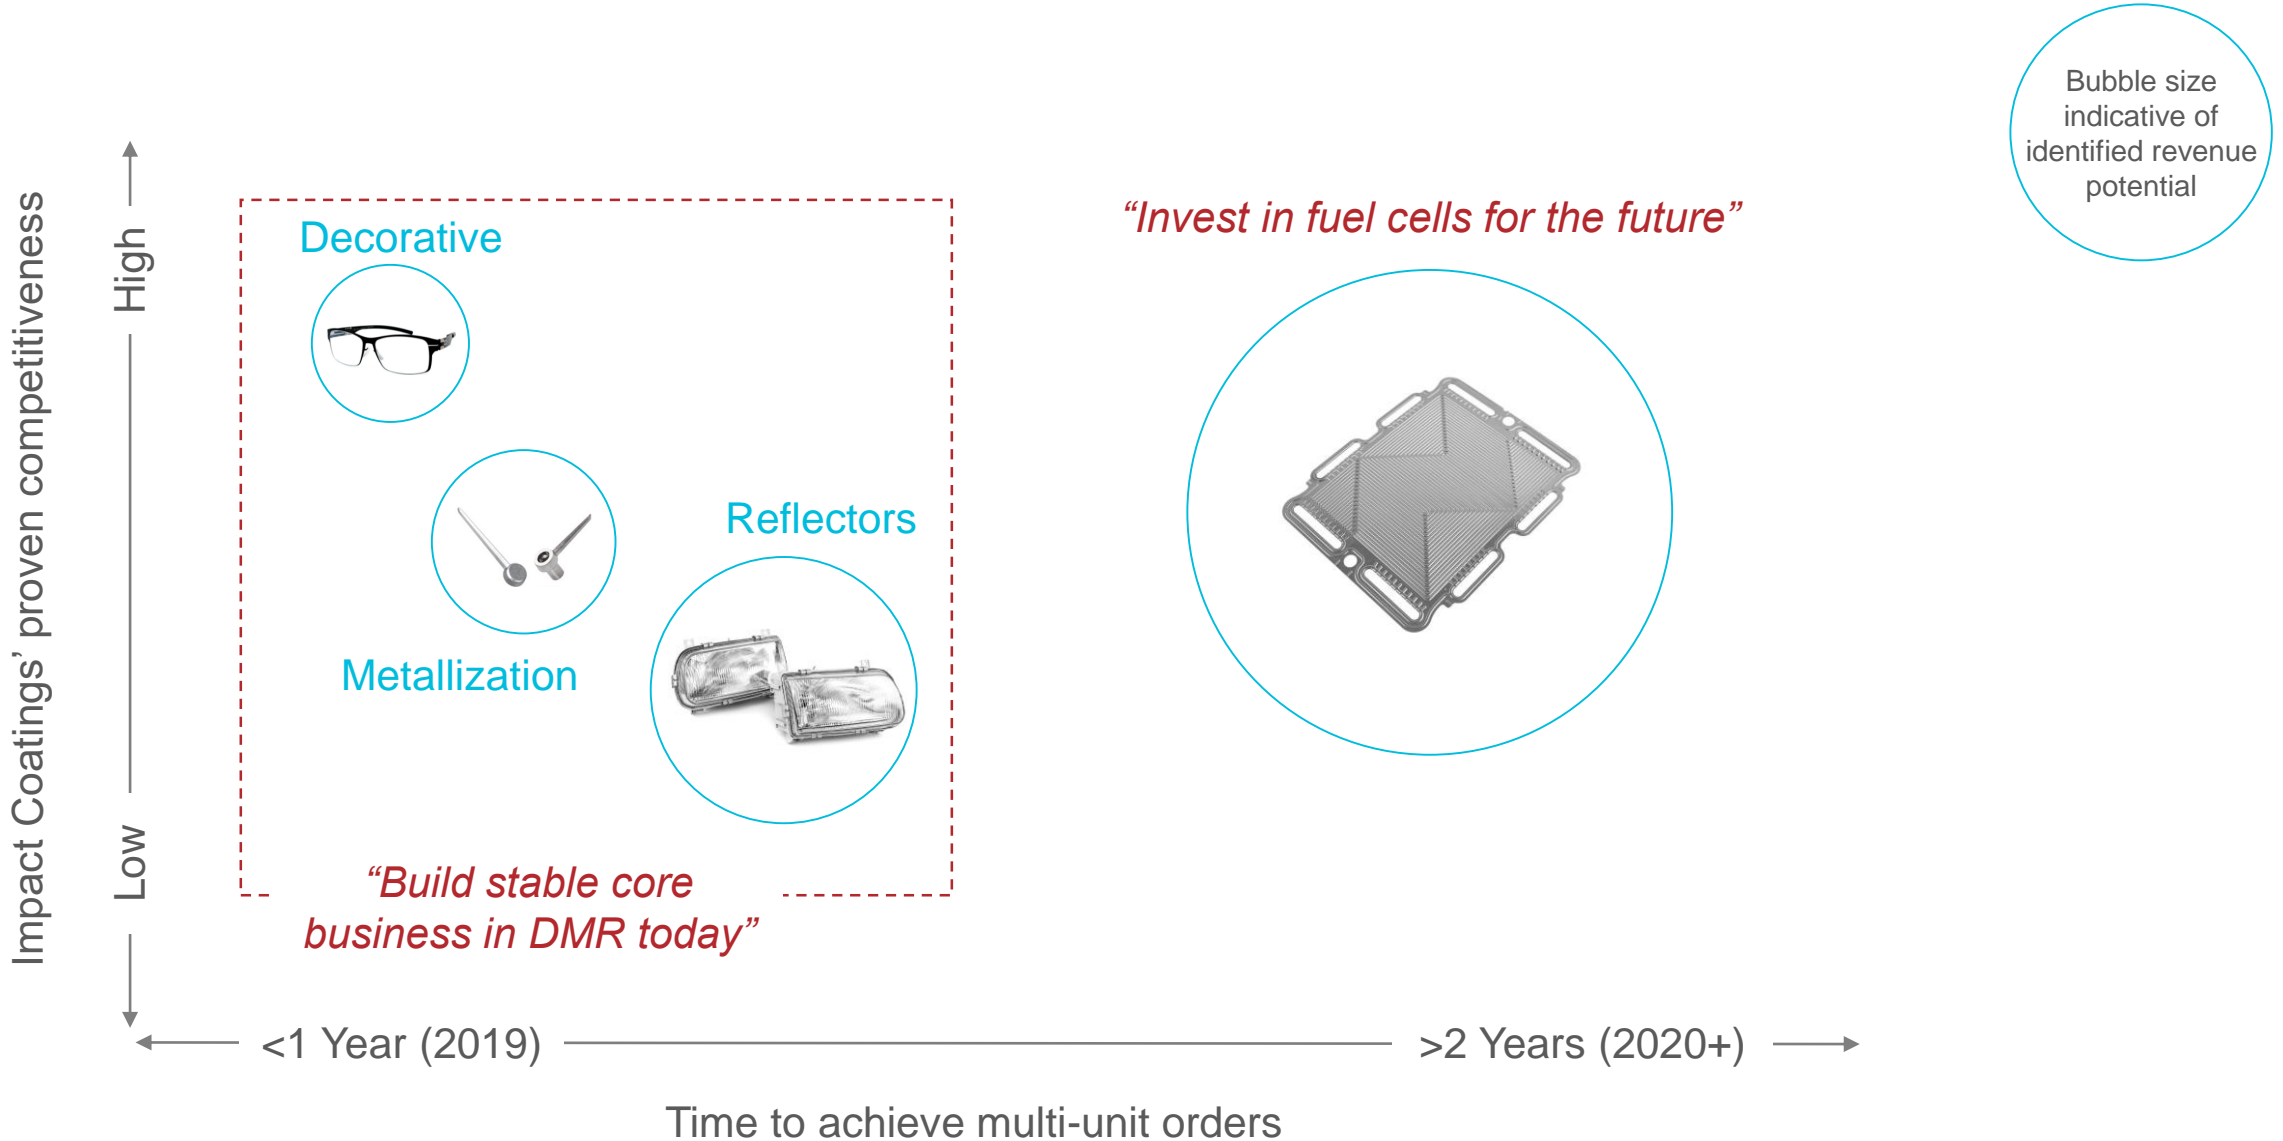 Bubble size
indicative of
identified revenue
potential
Impact Coatings’ proven competitiveness
High
Low
“Invest in fuel cells for the future”
Decorative
Reflectors
Metallization
“Build stable core
business in DMR today”
<1 Year (2019)
>2 Years (2020+)
Time to achieve multi-unit orders